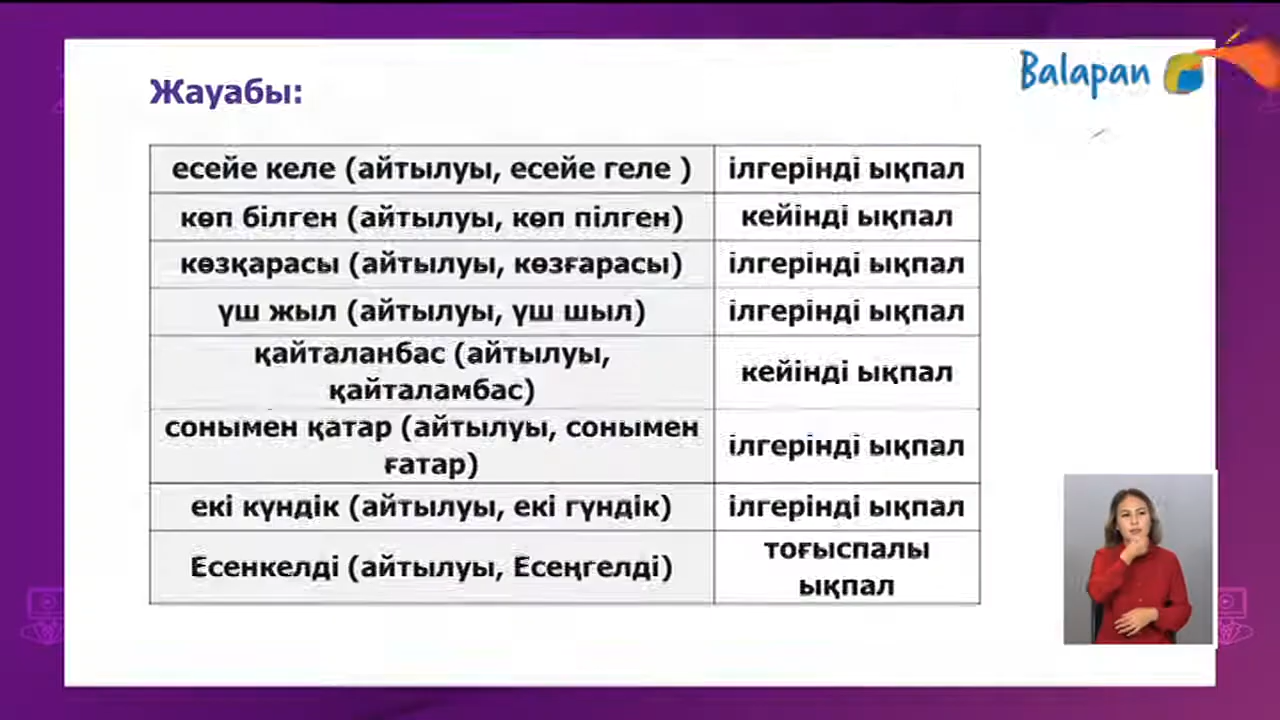 Balapan
Жауабы:
есейе келе (айтылуы, есейе геле ) ілгерінді ықпал
көп білген (айтылуы, көп пілген) кейінді ықпал
көзқарасы (айтылуы, көзғарасы) ілгерінді ықпал
үш жыл (айтылуы, үш шыл) ілгерінді ықпал
қайталанбас (айтылуы,
қайталамбас)
кейінді ықпал
сонымен қатар (айтылуы, сонымен
ғатар)
ілгерінді ықпал
екі күндік (айтылуы, екі гүндік) ілгерінді ықпал
Есенкелді (айтылуы, Есеңгелді)
тоғыспалы
ықпал